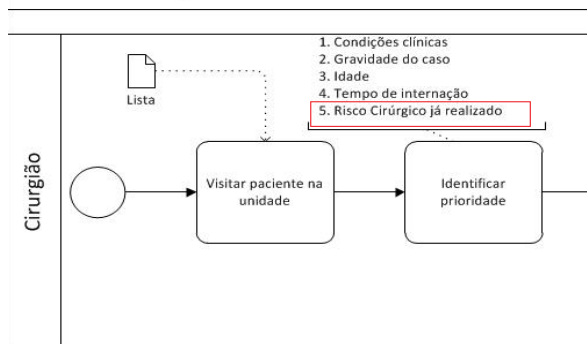 1. Condições clínicas
2. Gravidade do caso
3. Idade
4. Tempo de internação
5. Risco Cirúrgico já realizado
Lista
Cirurgião
Visitar paciente na
unidade
Identificar
prioridade